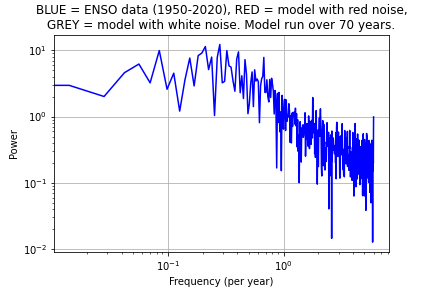 BLUE = ENSO data (1950-2020), RED = model with red noise,
GREY = model with white noise. Model run over 70 years.
10¹
10⁰
10⁻¹
10⁻²
Power
10⁻¹ 10⁰
Frequency (per year)